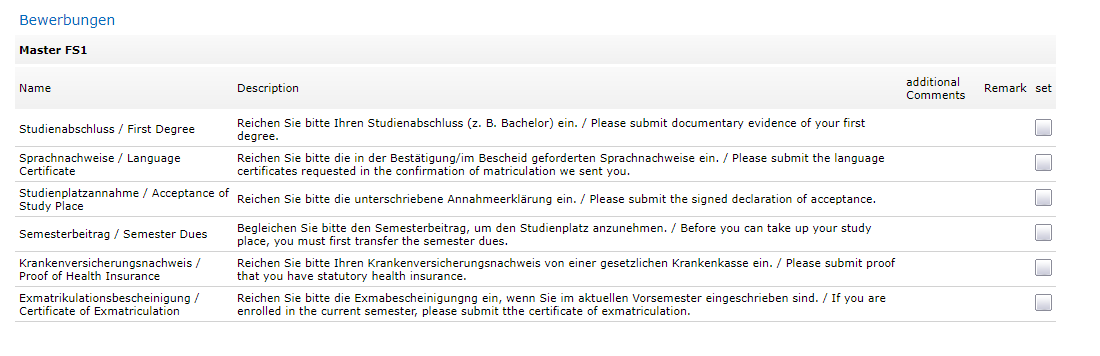 Bewerbungen
Master FS1
Name Description additional Comments Remark set
Studienabschluss / First Degree
Reichen Sie bitte Ihren Studienabschluss (z. B. Bachelor) ein. / Please submit documentary evidence of your first
degree.
Sprachnachweise / Language
Certificate
Reichen Sie bitte die in der Bestätigung/im Bescheid geforderten Sprachnachweise ein. / Please submit the language
certificates requested in the confirmation of matriculation we sent you.
Studienplatzannahme / Acceptance of
Study Place
Reichen Sie bitte die unterschriebene Annahmeerklärung ein. / Please submit the signed declaration of acceptance.
Semesterbeitrag / Semester Dues
Begleichen Sie bitte den Semesterbeitrag, um den Studienplatz anzunehmen. / Before you can take up your study
place, you must first transfer the semester dues.
Krankenversicherungsnachweis /
Proof of Health Insurance
Reichen Sie bitte Ihren Krankenversicherungsnachweis von einer gesetzlichen Krankenkasse ein. / Please submit proof
that you have statutory health insurance.
Exmatrikulationsbescheinigung /
Certificate of Exmatriculation
Reichen Sie bitte die Exmabescheinigungng ein, wenn Sie im aktuellen Vorsemester eingeschrieben sind. / If you are
enrolled in the current semester, please submit tthe certificate of exmatriculation.